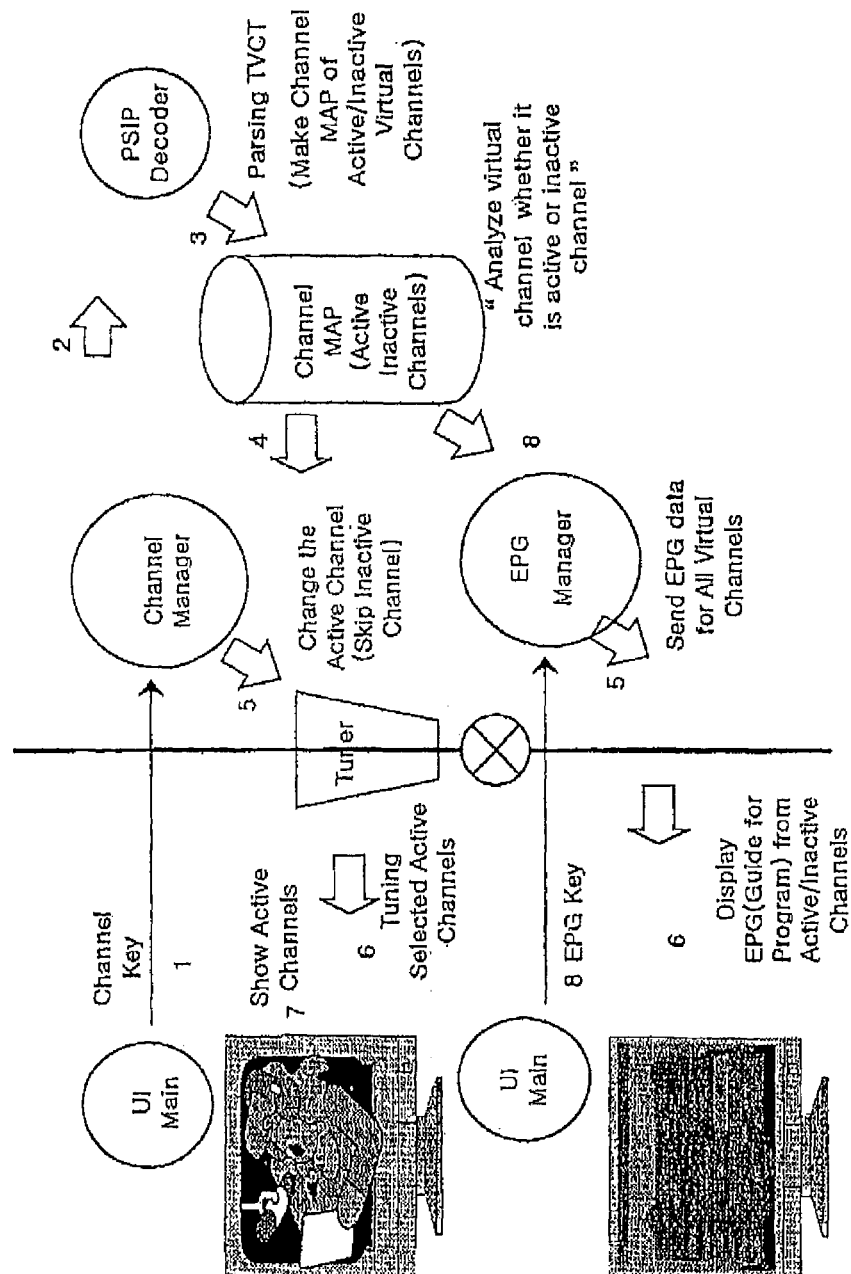 UI
Main
Channel
Key
1
Channel
Manager
2
PSIP
Decoder
3
Parsing TVCT
(Make Channel
MAP of
Active/Inactive
Virtual
Channels)
Channel
MAP
(Active
Inactive
Channels)
4
5
Change the
Active Channel
(Skip Inactive
Channel)
Tuner
6
Tuning
Selected Active
Channels
Show Active
7 Channels
“ Analyze virtual
channel whether it
is active or inactive
channel ”
8
UI
Main
8 EPG Key
EPG
Manager
5
Send EPG data
for All Virtual
Channels
6
Display
EPG(Guide for
Program) from
Active/Inactive
Channels